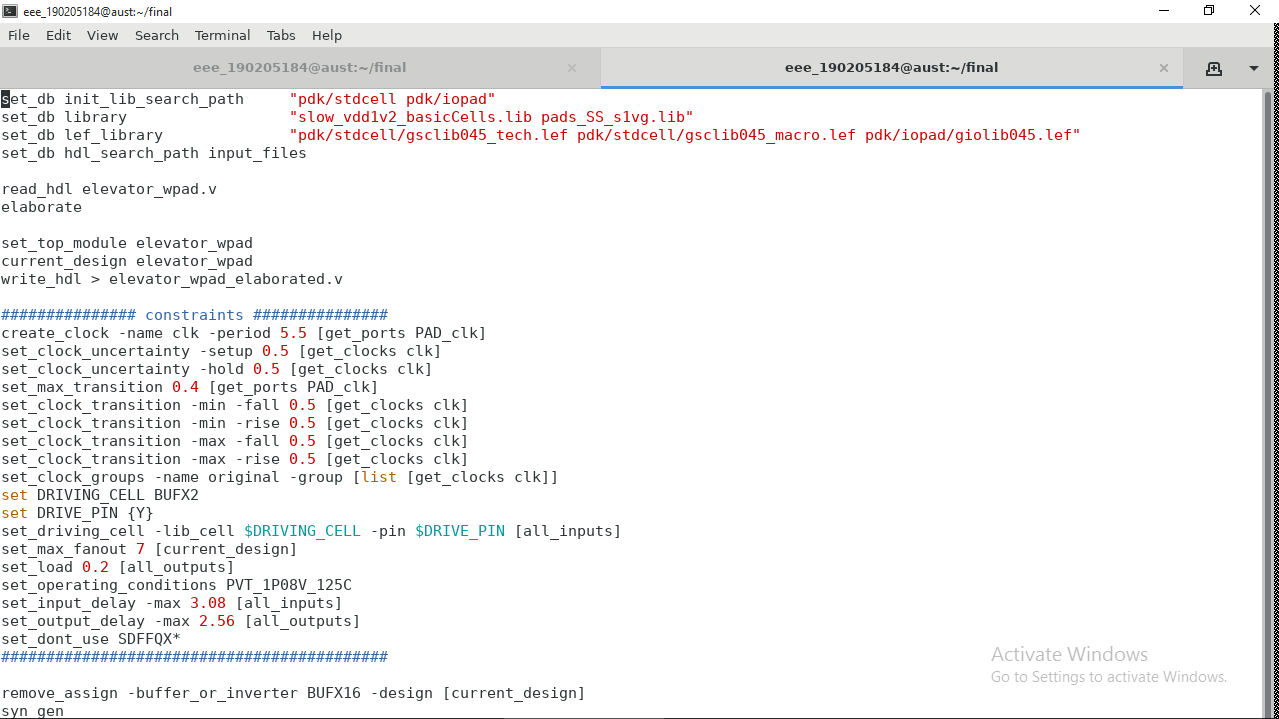 eee_190205184@aust:~/final
File Edit View Search Terminal Tabs Help
eee_190205184@aust:~/final × eee_190205184@aust:~/final ×
set_db init_lib_search_path     "pdk/stdcell pdk/iopad"
set_db library                  "slow_vdd1v2_basicCells.lib pads_SS_s1vg.lib"
set_db lef_library              "pdk/stdcell/gsclib045_tech.lef pdk/stdcell/gsclib045_macro.lef pdk/iopad/giolib045.lef"
set_db hdl_search_path input_files
read_hdl elevator_wpad.v
elaborate
set_top_module elevator_wpad
current_design elevator_wpad
write_hdl > elevator_wpad_elaborated.v
############### constraints ###############
create_clock -name clk -period 5.5 [get_ports PAD_clk]
set_clock_uncertainty -setup 0.5 [get_clocks clk]
set_clock_uncertainty -hold 0.5 [get_clocks clk]
set_max_transition 0.4 [get_ports PAD_clk]
set_clock_transition -min -fall 0.5 [get_clocks clk]
set_clock_transition -min -rise 0.5 [get_clocks clk]
set_clock_transition -max -fall 0.5 [get_clocks clk]
set_clock_transition -max -rise 0.5 [get_clocks clk]
set_clock_groups -name original -group [list [get_clocks clk]]
set DRIVING_CELL BUFX2
set DRIVE_PIN {Y}
set_driving_cell -lib_cell $DRIVING_CELL -pin $DRIVE_PIN [all_inputs]
set_max_fanout 7 [current_design]
set_load 0.2 [all_outputs]
set_operating_conditions PVT_1P08V_125C
set_input_delay -max 3.08 [all_inputs]
set_output_delay -max 2.56 [all_outputs]
set_dont_use SDFFQX*
###########################################
remove_assign -buffer_or_inverter BUFX16 -design [current_design]
syn gen
Activate Windows
Go to Settings to activate Windows.